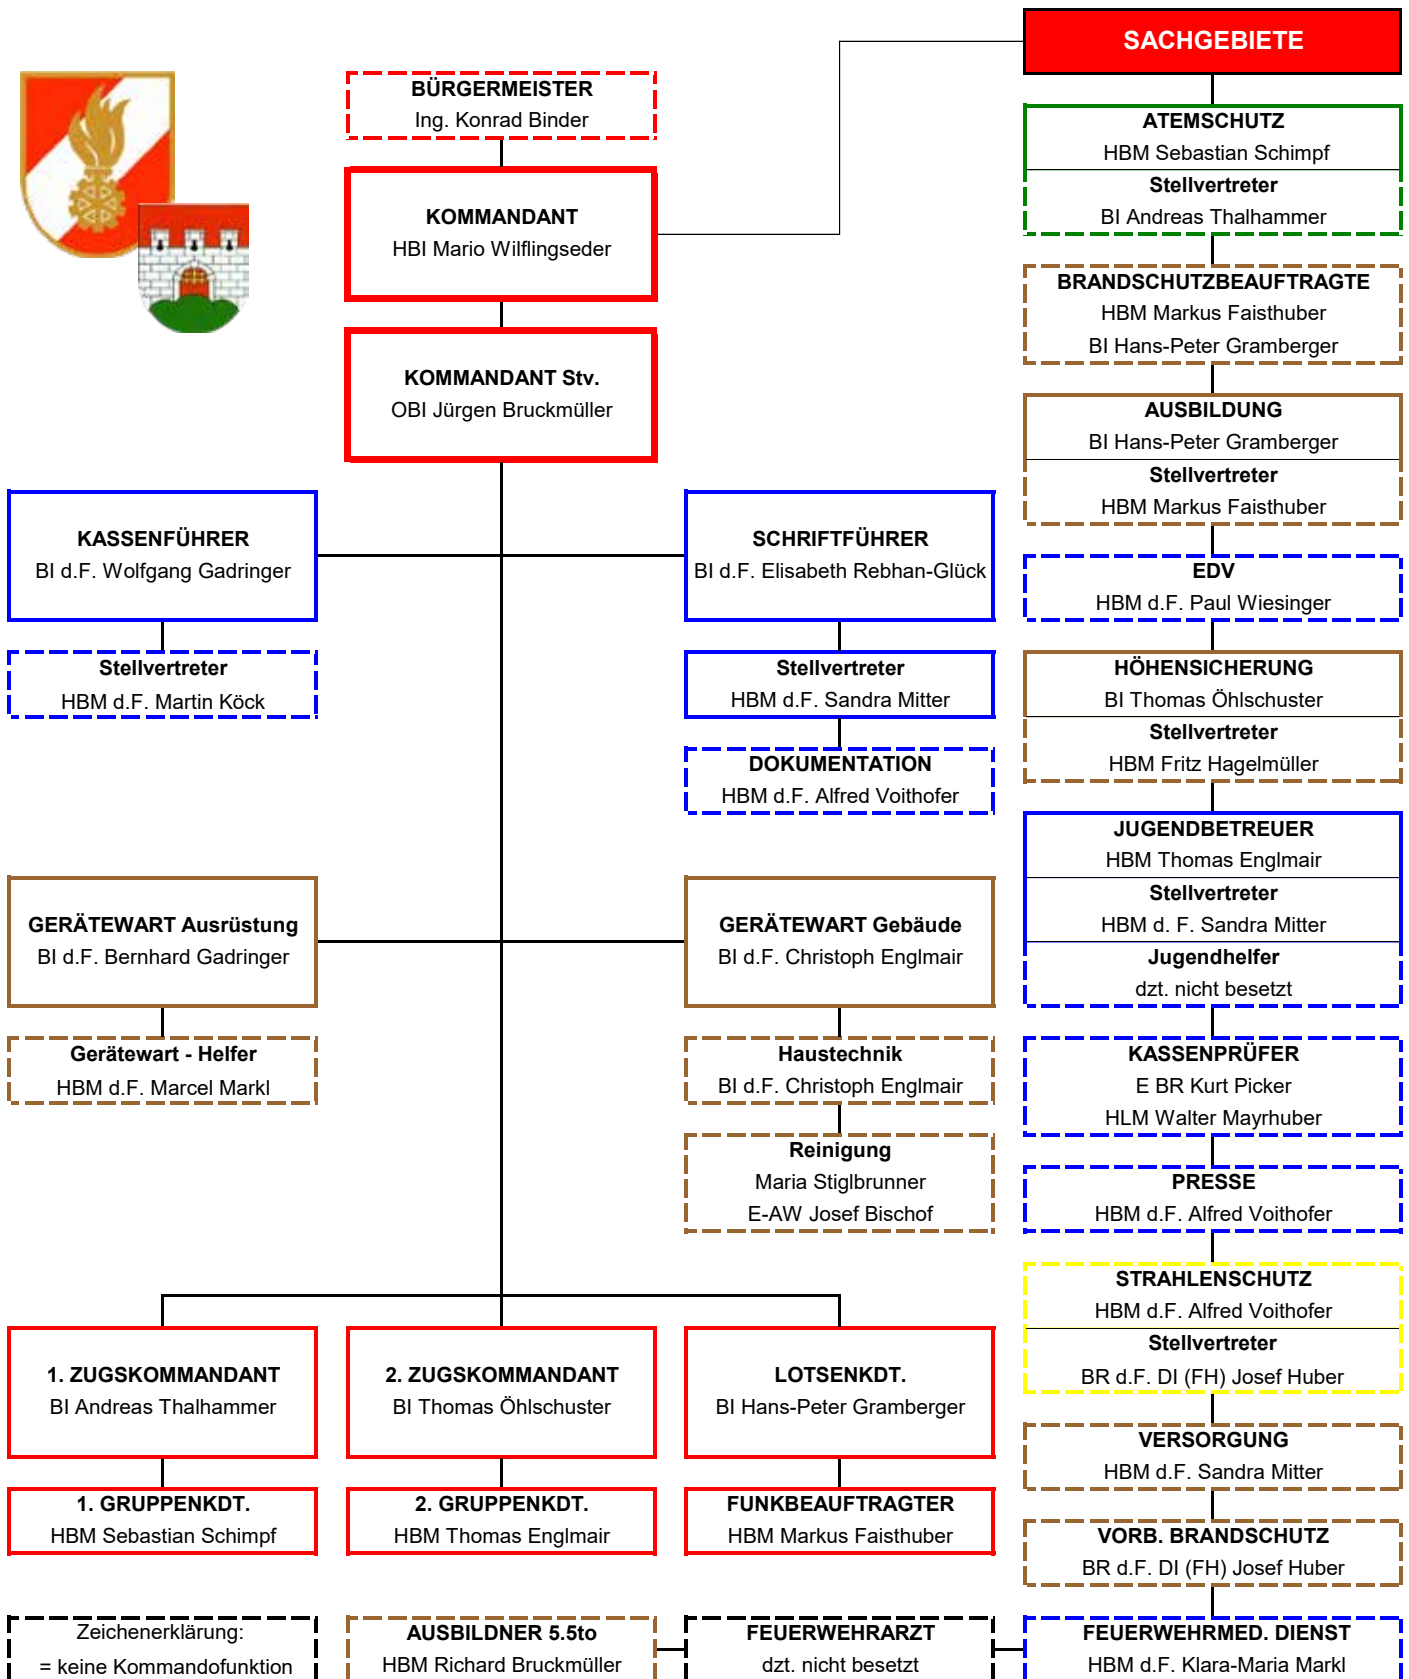 SACHGEBIETE
BÜRGERMEISTER
Ing. Konrad Binder
KOMMANDANT
HBI Mario Wilflingseder
KOMMANDANT Stv.
OBI Jürgen Bruckmüller
KASSENFÜHRER
BI d.F. Wolfgang Gadringer
Stellvertreter
HBM d.F. Martin Köck
SCHRIFTFÜHRER
BI d.F. Elisabeth Rebhan-Glück
Stellvertreter
HBM d.F. Sandra Mitter
DOKUMENTATION
HBM d.F. Alfred Voithofer
GERÄTEWART Ausrüstung
BI d.F. Bernhard Gadringer
Gerätewart - Helfer
HBM d.F. Marcel Markl
GERÄTEWART Gebäude
BI d.F. Christoph Englmair
Haustechnik
BI d.F. Christoph Englmair
Reinigung
Maria Stiglbrunner
E-AW Josef Bischof
1. ZUGSKOMMANDANT
BI Andreas Thalhammer
1. GRUPPENKDT.
HBM Sebastian Schimpf
2. ZUGSKOMMANDANT
BI Thomas Öhlschuster
2. GRUPPENKDT.
HBM Thomas Englmair
LOTSENKDT.
BI Hans-Peter Gramberger
FUNKBEAUFTRAGTER
HBM Markus Faisthuber
ATEMSCHUTZ
HBM Sebastian Schimpf
Stellvertreter
BI Andreas Thalhammer
BRANDSCHUTZBEAUFTRAGTE
HBM Markus Faisthuber
BI Hans-Peter Gramberger
AUSBILDUNG
BI Hans-Peter Gramberger
Stellvertreter
HBM Markus Faisthuber
EDV
HBM d.F. Paul Wiesinger
HÖHENSICHERUNG
BI Thomas Öhlschuster
Stellvertreter
HBM Fritz Hagelmüller
JUGENDBETREUER
HBM Thomas Englmair
Stellvertreter
HBM d. F. Sandra Mitter
Jugendhelfer
dzt. nicht besetzt
KASSENPRÜFER
E BR Kurt Picker
HLM Walter Mayrhuber
PRESSE
HBM d.F. Alfred Voithofer
STRAHLENSCHUTZ
HBM d.F. Alfred Voithofer
Stellvertreter
BR d.F. DI (FH) Josef Huber
VERSORGUNG
HBM d.F. Sandra Mitter
VORB. BRANDSCHUTZ
BR d.F. DI (FH) Josef Huber
FEUERWEHRMED. DIENST
HBM d.F. Klara-Maria Markl
FEUERWEHRARZT
dzt. nicht besetzt
AUSBILDNER 5.5to
HBM Richard Bruckmüller
Zeichenerklärung:
= keine Kommandofunktion